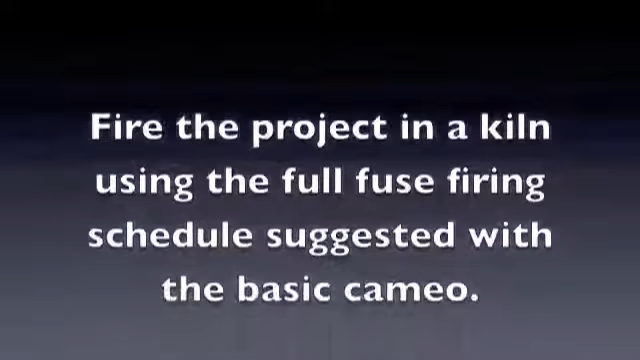 Fire the project in a kiln
using the full fuse firing
schedule suggested with
the basic cameo.